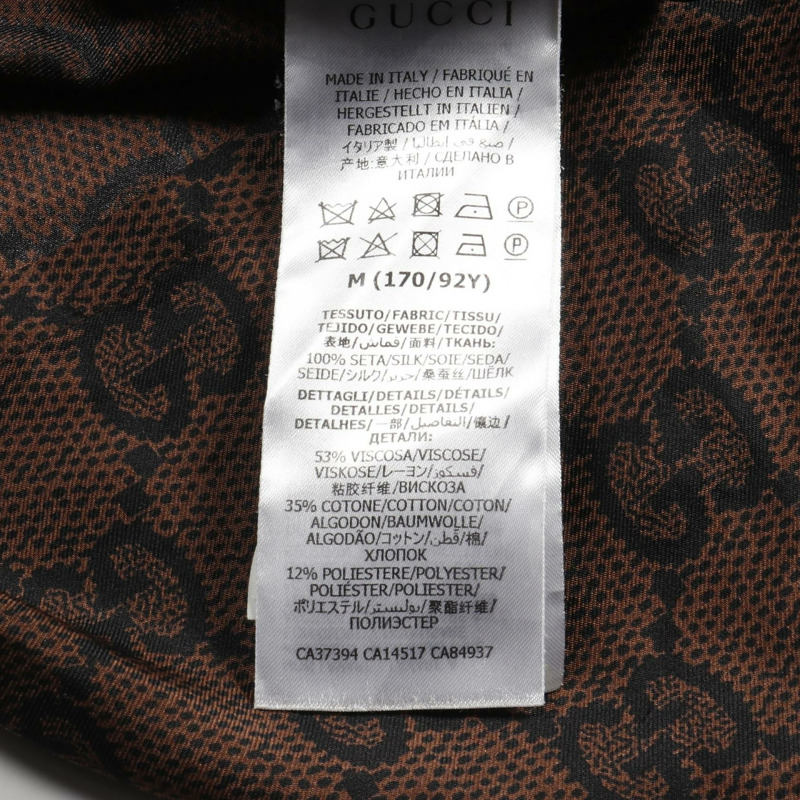 GUCCI
MADE IN ITALY / FABRIQUÉ EN
ITALIE / HECHO EN ITALIA /
HERGESTELLT IN ITALIEN /
FABRICADO EM ITÁLIA /
イタリア製 / صنع في إيطاليا /
产地:意大利 / СДЕЛАНО В
ИТАЛИИ
P
P
M (170/92Y)
TESSUTO/FABRIC/TISSU/
TEJIDO/GEWEBE/TECIDO/
表地/قماش/面料/ТКАНЬ:
100% SETA/SILK/SOIE/SEDA/
SEIDE/シルク/حرير/桑蚕丝/ШЁЛК
DETTAGLI/DETAILS/DÉTAILS/
DETALLES/DETAILS/
DETALHES/一部/التفاصيل/镶边/
ДЕТАЛИ:
53% VISCOSA/VISCOSE/
VISKOSE/レーヨン/فسكوز/
粘胶纤维/ВИСКОЗА
35% COTONE/COTTON/COTON/
ALGODON/BAUMWOLLE/
ALGODÃO/コットン/قطن/棉/
ХЛОПОК
12% POLIESTERE/POLYESTER/
POLIÉSTER/POLIESTER/
ポリエステル/بوليستر/聚酯纤维/
ПОЛИЭСТЕР
CA37394 CA14517 CA84937